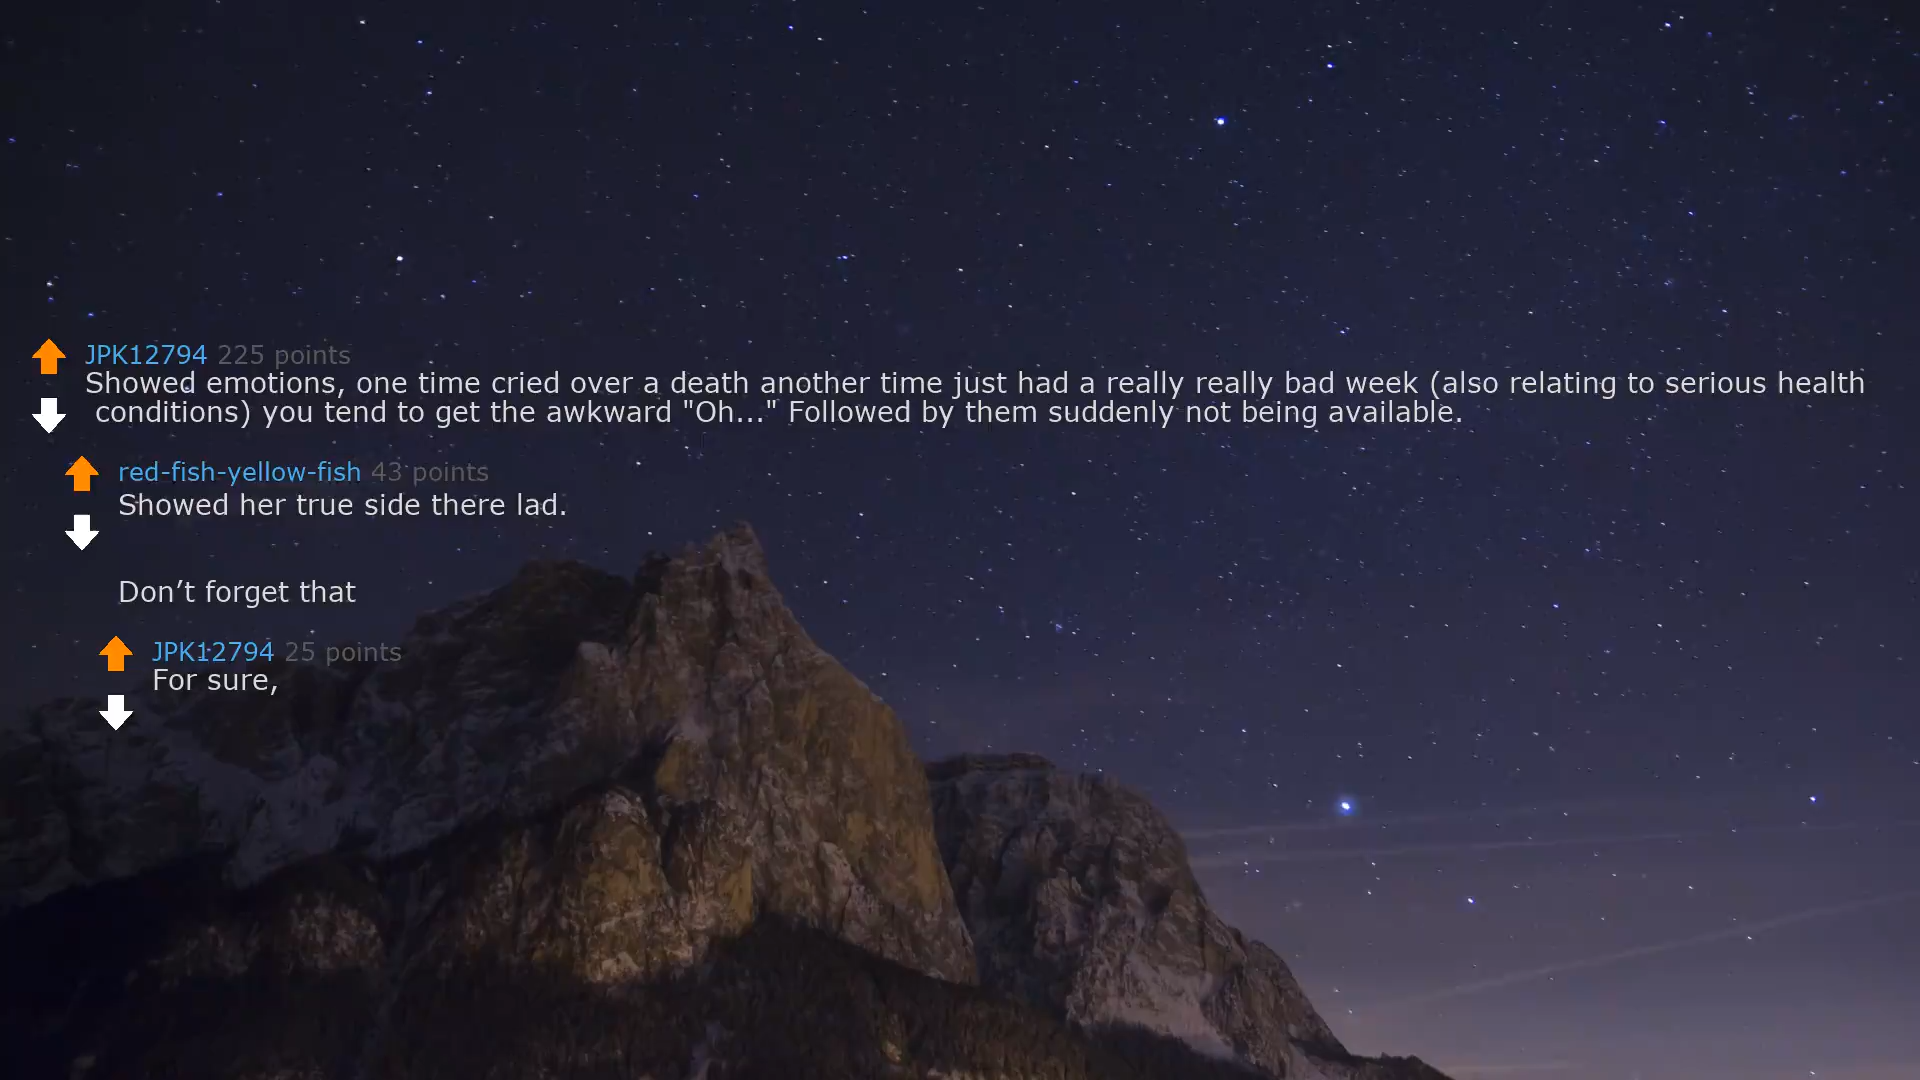 JPK12794 225 points
Showed emotions, one time cried over a death another time just had a really really bad week (also relating to serious health
conditions) you tend to get the awkward "Oh..." Followed by them suddenly not being available.
red-fish-yellow-fish 43 points
Showed her true side there lad.
Don’t forget that
JPK12794 25 points
For sure,